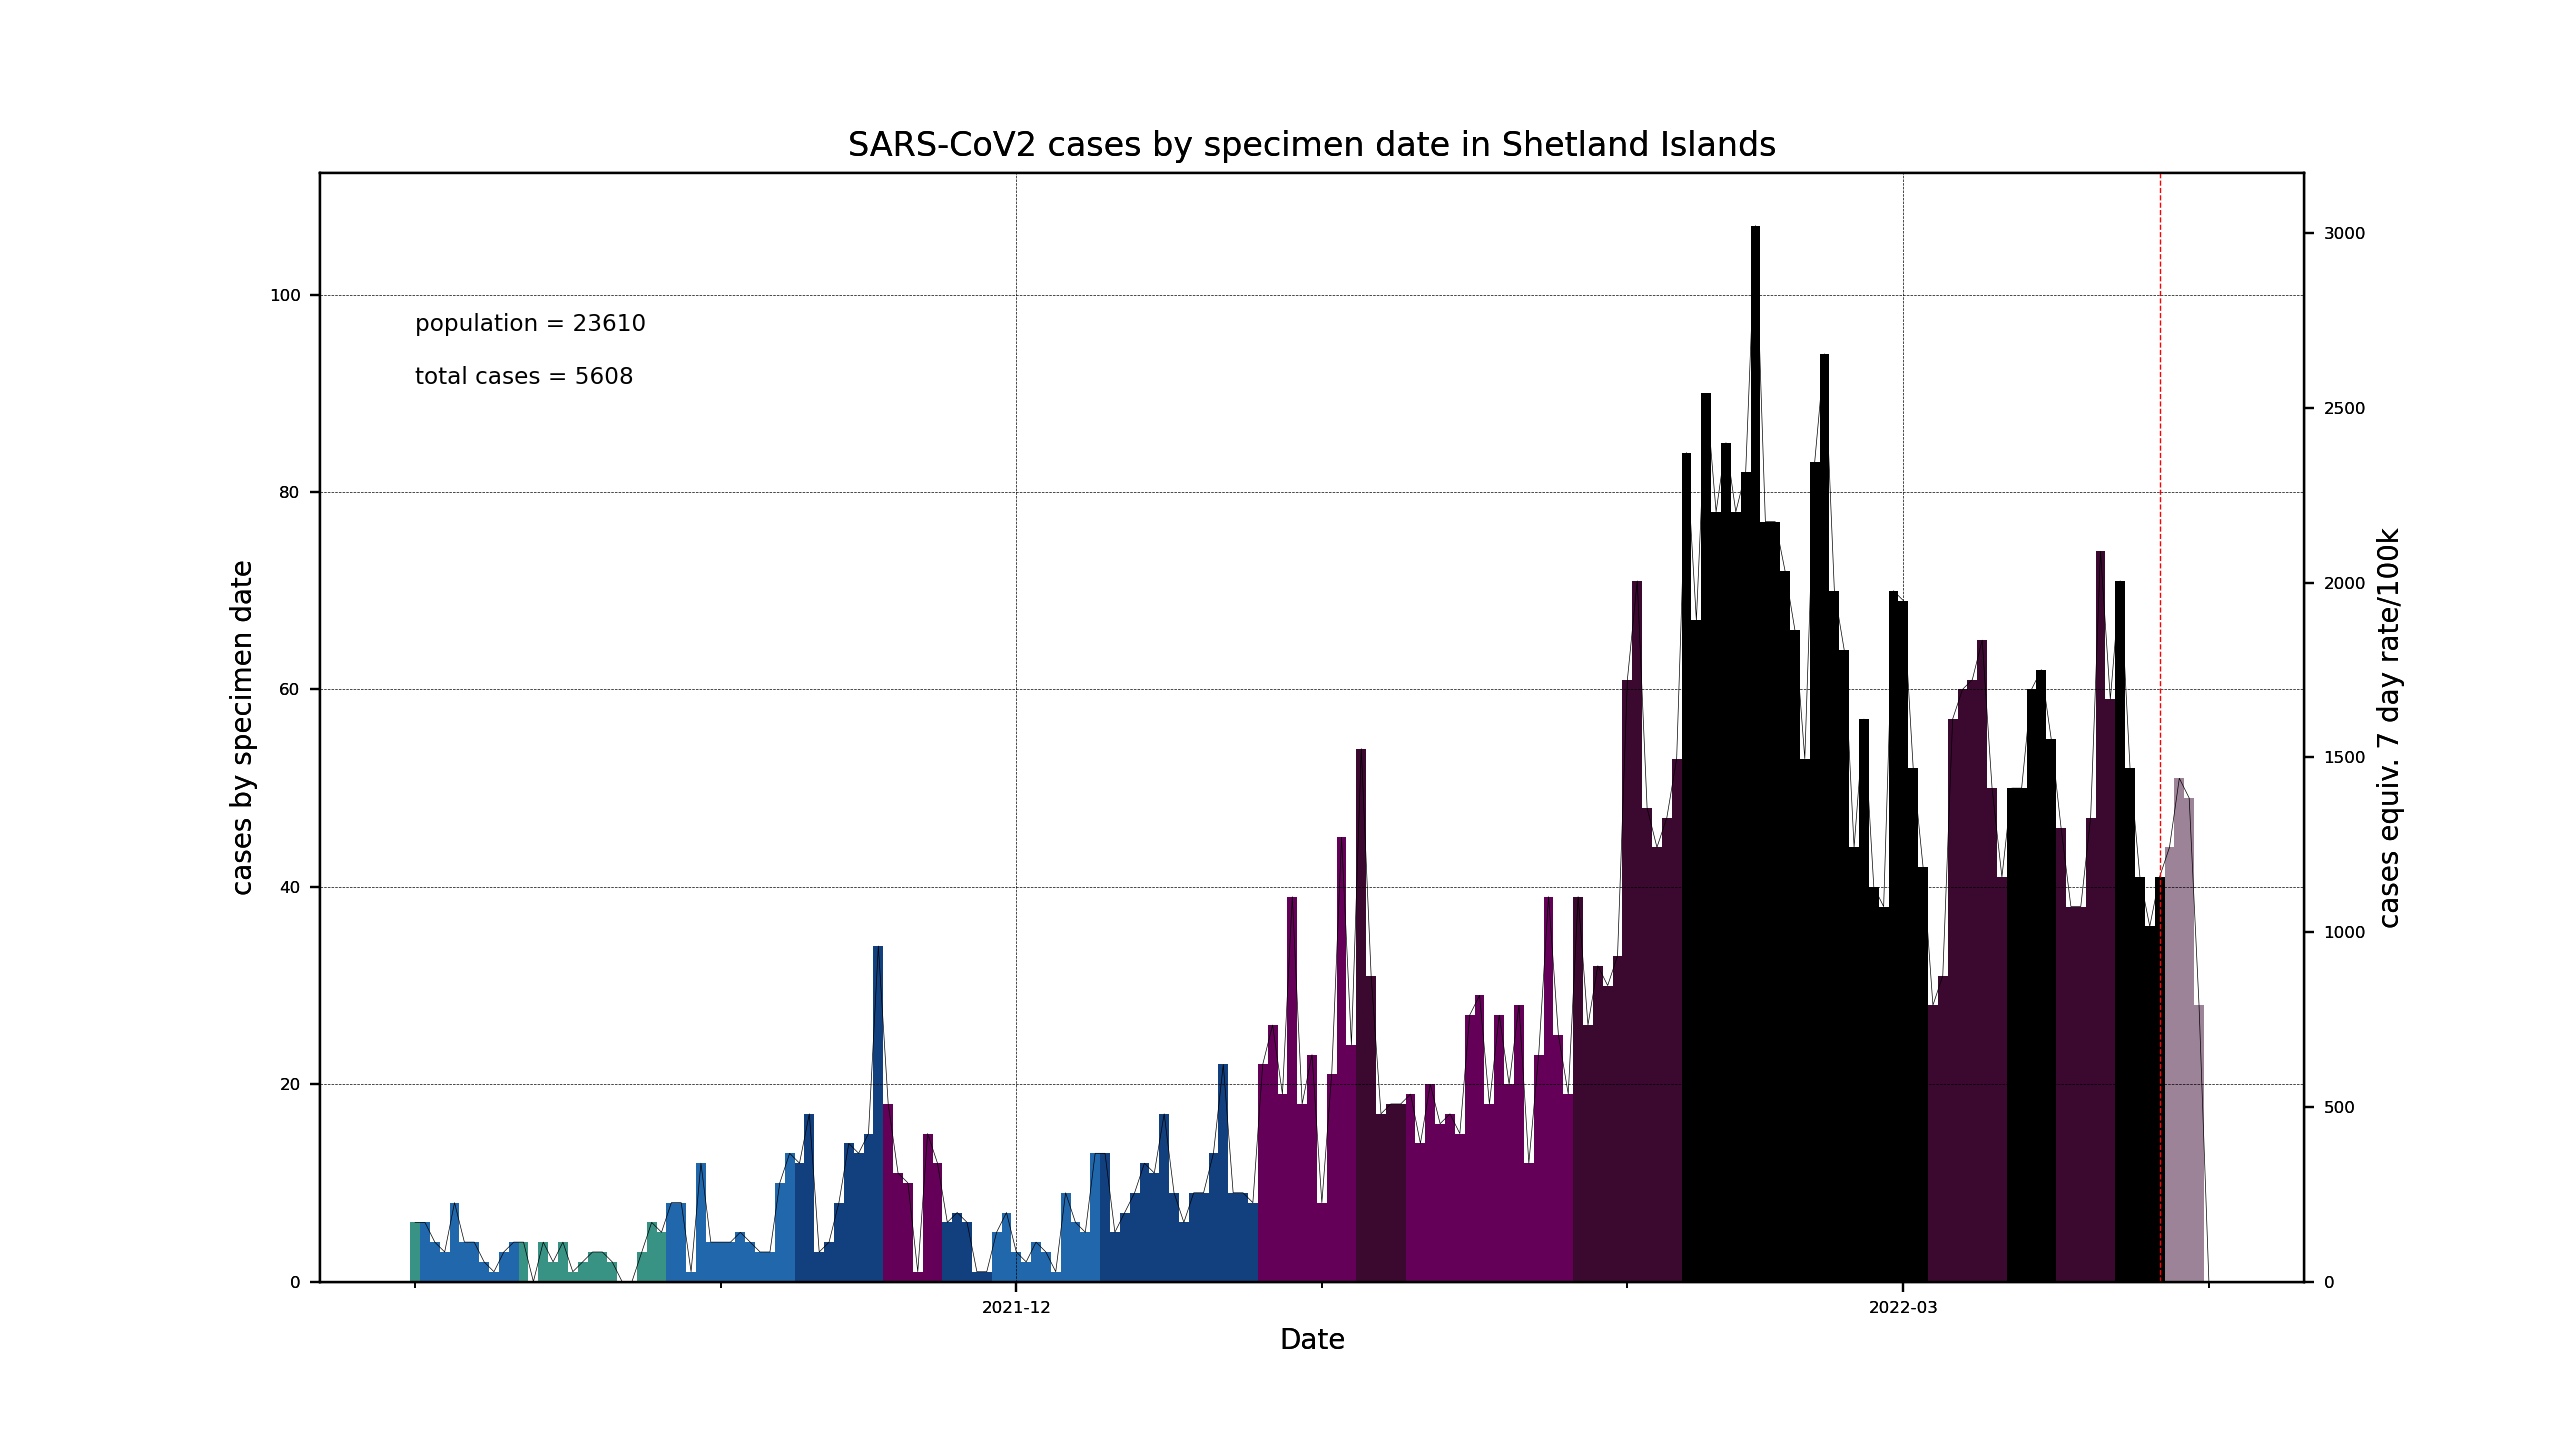 SARS-CoV2 cases by specimen date in Shetland Islands
population = 23610
total cases = 5608
cases by specimen date
100
80
60
40
20
0
3000
2500
2000
1500
1000
500
0
cases equiv. 7 day rate/100k
2021-12
2022-03
Date